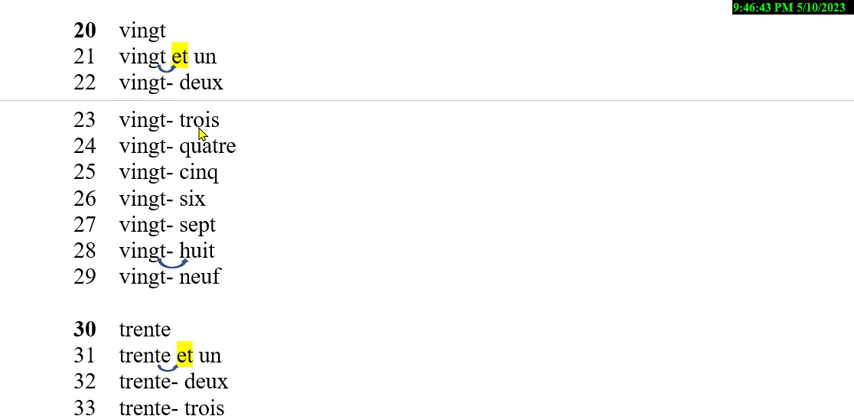 9:46:43 PM 5/10/2023
20 vingt
21 vingt et un
22 vingt- deux
23 vingt- trois
24 vingt- quatre
25 vingt- cinq
26 vingt- six
27 vingt- sept
28 vingt- huit
29 vingt- neuf
30 trente
31 trente et un
32 trente- deux
33 trente- trois